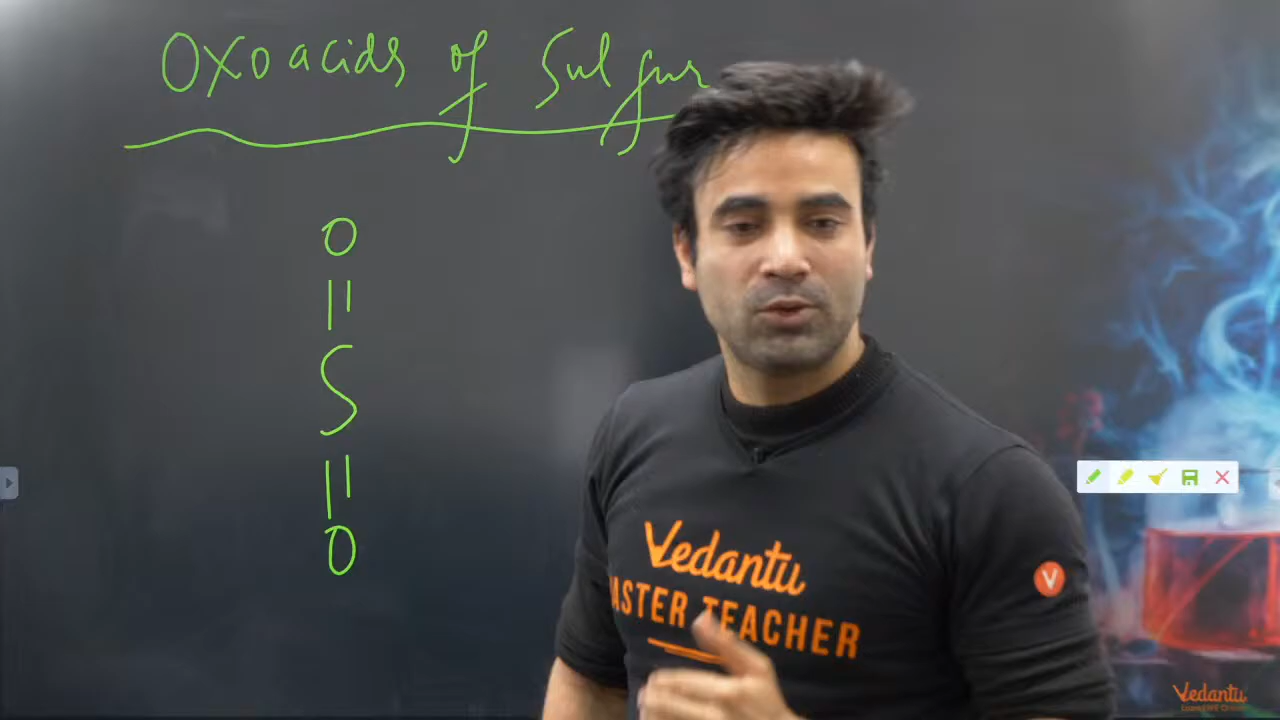 Oxoacids of Sulfur
O
||
S
||
O
Vedantu
ASTER TEACHER
V
Vedantu